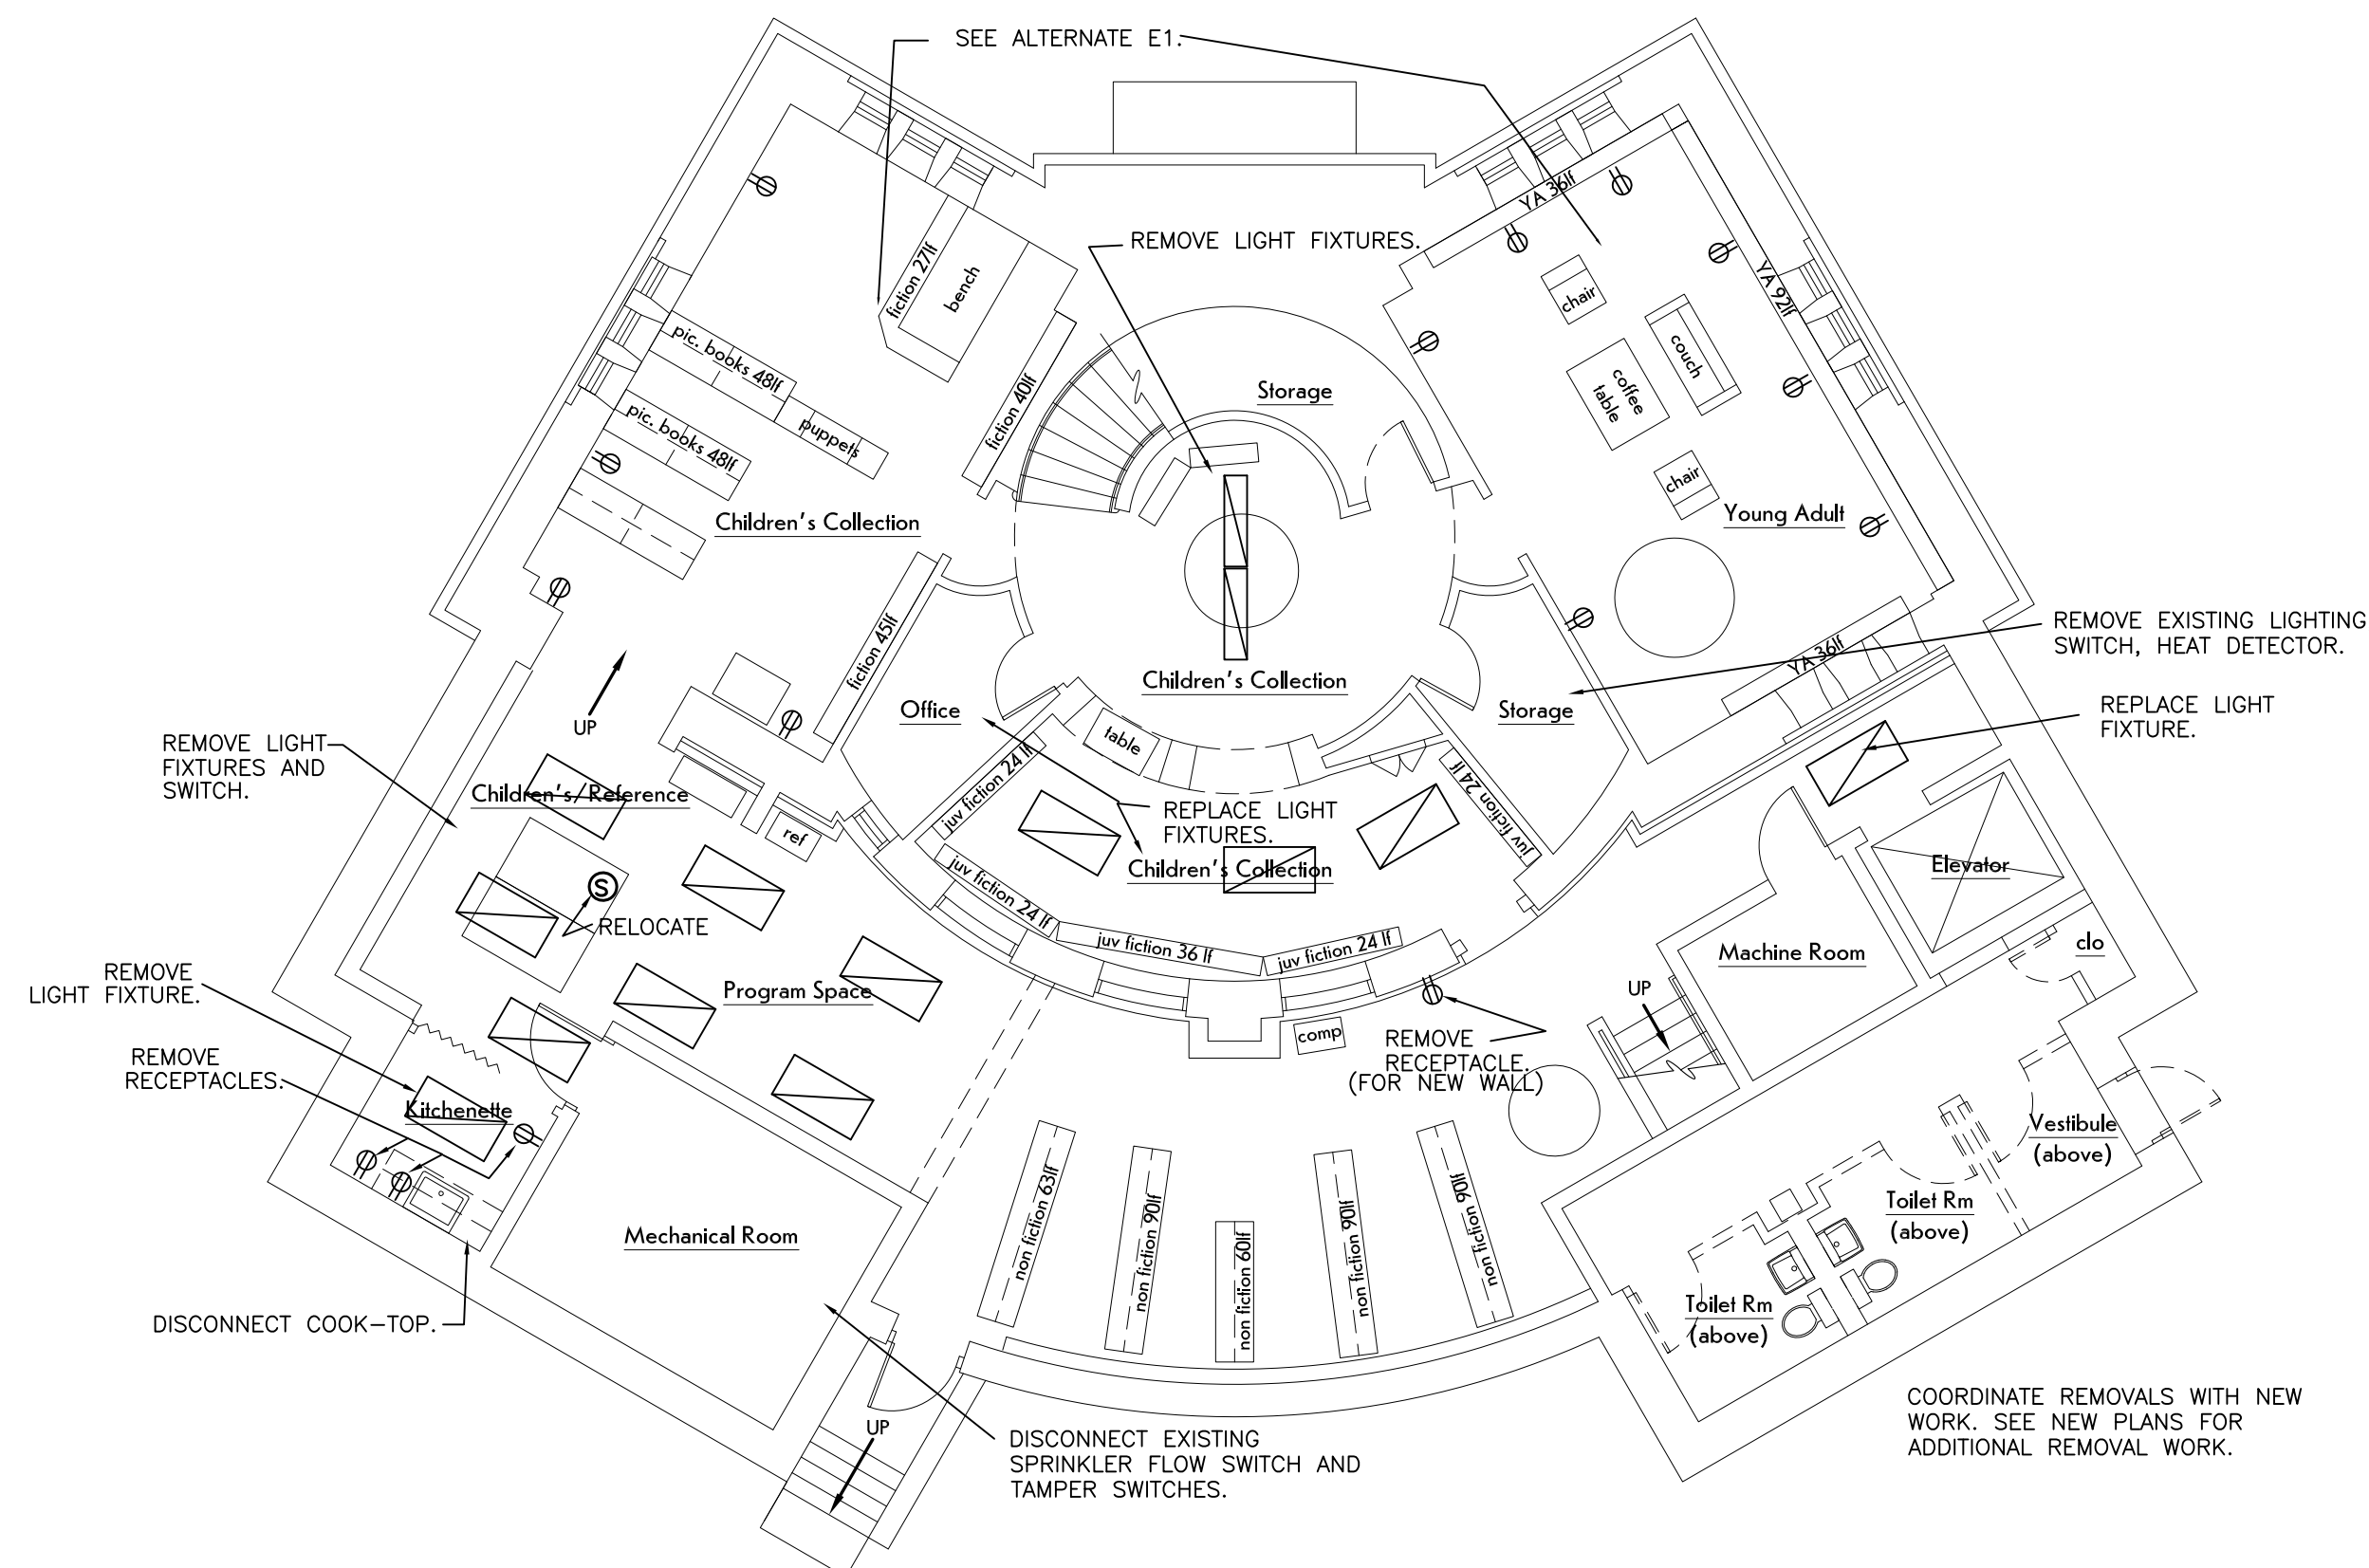 SEE ALTERNATE E1.
REMOVE LIGHT FIXTURES.
YA 36lf
fiction 27lf
bench
chair
YA 92lf
pic. books 48lf
couch
coffee
table
fiction 40lf
Storage
pic. books 48lf
puppets
chair
Children's Collection
Young Adult
REMOVE EXISTING LIGHTING
SWITCH, HEAT DETECTOR.
fiction 45lf
YA 36lf
Children's Collection
Office
Storage
REPLACE LIGHT
FIXTURE.
UP
table
REMOVE LIGHT
FIXTURES AND
SWITCH.
Children's/Reference
juv fiction 24 lf
juv fiction 24 lf
REPLACE LIGHT
FIXTURES.
ref
Children's Collection
Elevator
S
juv fiction 24 lf
RELOCATE
juv fiction 36 lf
juv fiction 24 lf
clo
Machine Room
REMOVE
LIGHT FIXTURE.
Program Space
UP
comp
REMOVE
RECEPTACLE.
(FOR NEW WALL)
REMOVE
RECEPTACLES.
Kitchenette
Vestibule
(above)
non fiction 63lf
non fiction 90lf
non fiction 60lf
non fiction 90lf
non fiction 90lf
Toilet Rm
(above)
Mechanical Room
Toilet Rm
(above)
DISCONNECT COOK-TOP.
COORDINATE REMOVALS WITH NEW
WORK. SEE NEW PLANS FOR
ADDITIONAL REMOVAL WORK.
UP
DISCONNECT EXISTING
SPRINKLER FLOW SWITCH AND
TAMPER SWITCHES.